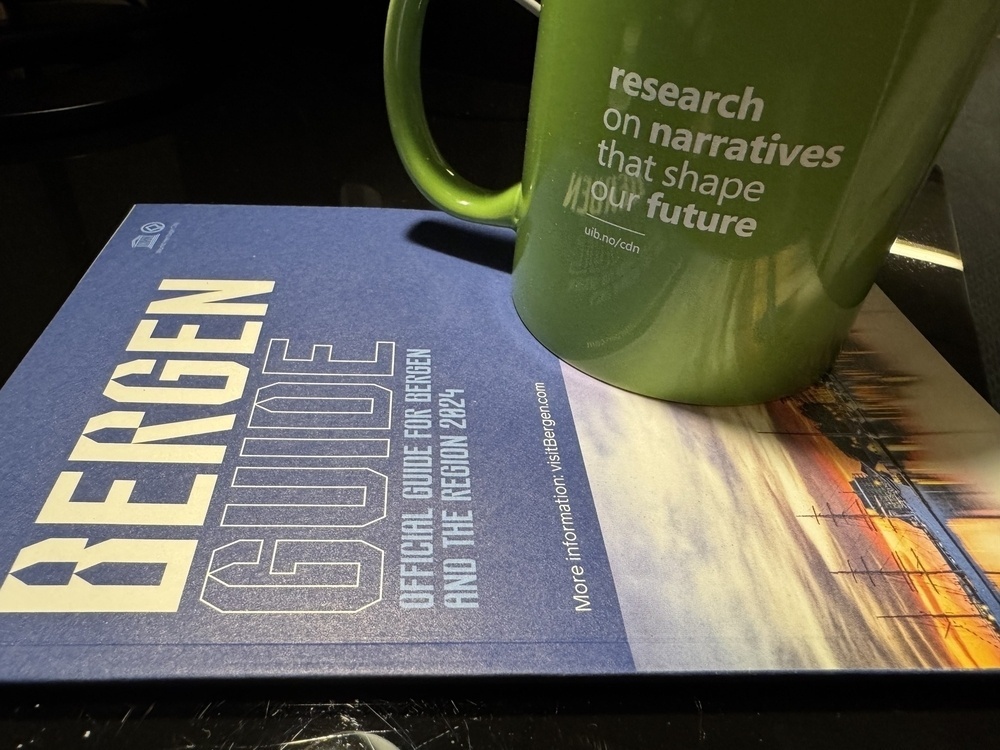 research
on narratives
that shape
our future
uib.no/cdn
BERGEN
GUIDE
OFFICIAL GUIDE FOR BERGEN
AND THE REGION 2024
More information: visitBergen.com